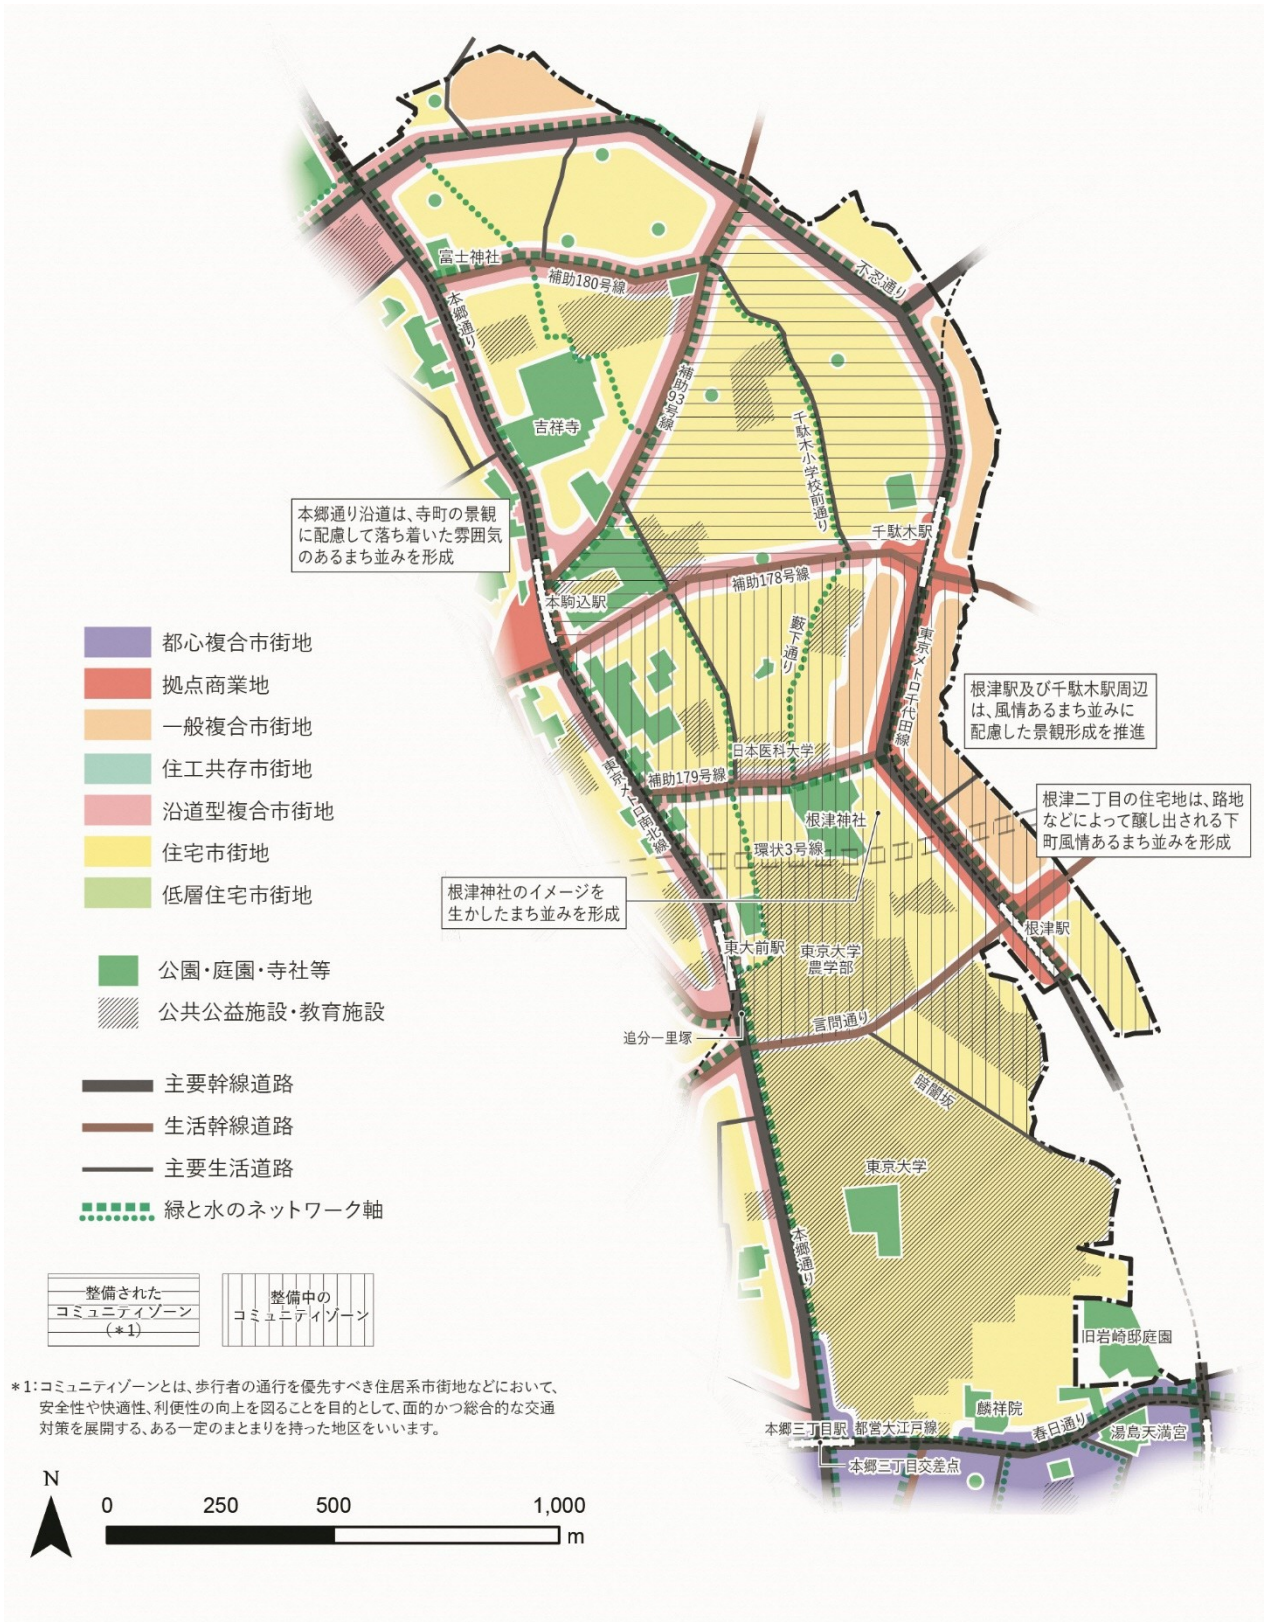 富士神社
補助180号線
本郷通り
不忍通り
補助93号線
吉祥寺
千駄木小学校前通り
本郷通り沿道は、寺町の景観
に配慮して落ち着いた雰囲気
のあるまち並みを形成
千駄木駅
本駒込駅
補助178号線
藪下通り
東京メトロ千代田線
根津駅及び千駄木駅周辺
は、風情あるまち並みに
配慮した景観形成を推進
日本医科大学
補助179号線
東京メトロ南北線
根津神社
環状3号線
根津二丁目の住宅地は、路地
などによって醸し出される下
町風情あるまち並みを形成
根津神社のイメージを
生かしたまち並みを形成
東大前駅
東京大学
農学部
根津駅
追分一里塚
言問通り
暗闇坂
東京大学
本郷通り
旧岩崎邸庭園
麟祥院
春日通り
湯島天満宮
本郷三丁目駅
都営大江戸線
本郷三丁目交差点
都心複合市街地
拠点商業地
一般複合市街地
住工共存市街地
沿道型複合市街地
住宅市街地
低層住宅市街地
公園・庭園・寺社等
公共公益施設・教育施設
主要幹線道路
生活幹線道路
主要生活道路
緑と水のネットワーク軸
整備された
コミュニティゾーン
(*1)
整備中の
コミュニティゾーン
*1:コミュニティゾーンとは、歩行者の通行を優先すべき住居系市街地などにおいて、
安全性や快適性、利便性の向上を図ることを目的として、面的かつ総合的な交通
対策を展開する、ある一定のまとまりを持った地区をいいます。
N
0 250 500 1,000
m